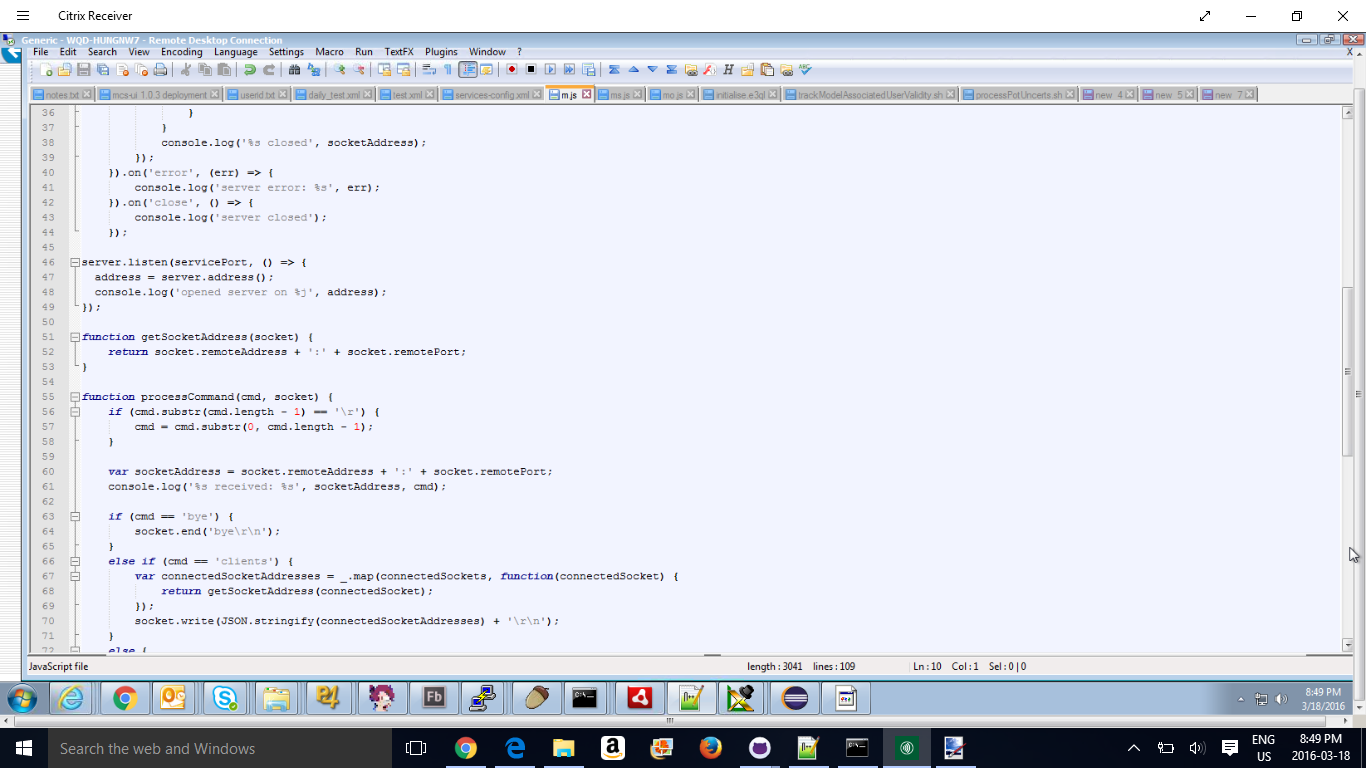 Citrix Receiver
Generic - WQD-HUNGNW7 - Remote Desktop Connection
File Edit Search View Encoding Language Settings Macro Run TextFX Plugins Window ? X
notes.txt mcs-ui 1.0.3 deployment userid.txt daily_test.xml test.xml services-config.xml m.js ms.js mo.js initialise.e3ql trackModelAssociatedUserValidity.sh processPotUncerts.sh new 4 new 5 new 7
36 }
37 }
38 console.log('%s closed', socketAddress);
39 });
40 }).on('error', (err) => {
41 console.log('server error: %s', err);
42 }).on('close', () => {
43 console.log('server closed');
44 });
45
46 server.listen(servicePort, () => {
47 address = server.address();
48 console.log('opened server on %j', address);
49 });
50
51 function getSocketAddress(socket) {
52 return socket.remoteAddress + ':' + socket.remotePort;
53 }
54
55 function processCommand(cmd, socket) {
56 if (cmd.substr(cmd.length - 1) == '\r') {
57 cmd = cmd.substr(0, cmd.length - 1);
58 }
59
60 var socketAddress = socket.remoteAddress + ':' + socket.remotePort;
61 console.log('%s received: %s', socketAddress, cmd);
62
63 if (cmd == 'bye') {
64 socket.end('bye\r\n');
65 }
66 else if (cmd == 'clients') {
67 var connectedSocketAddresses = _.map(connectedSockets, function(connectedSocket) {
68 return getSocketAddress(connectedSocket);
69 });
70 socket.write(JSON.stringify(connectedSocketAddresses) + '\r\n');
71 }
72 else {
JavaScript file length : 3041 lines : 109 Ln : 10 Col : 1 Sel : 0 | 0
Fb
8:49 PM
3/18/2016
Search the web and Windows
ENG
US
8:49 PM
2016-03-18